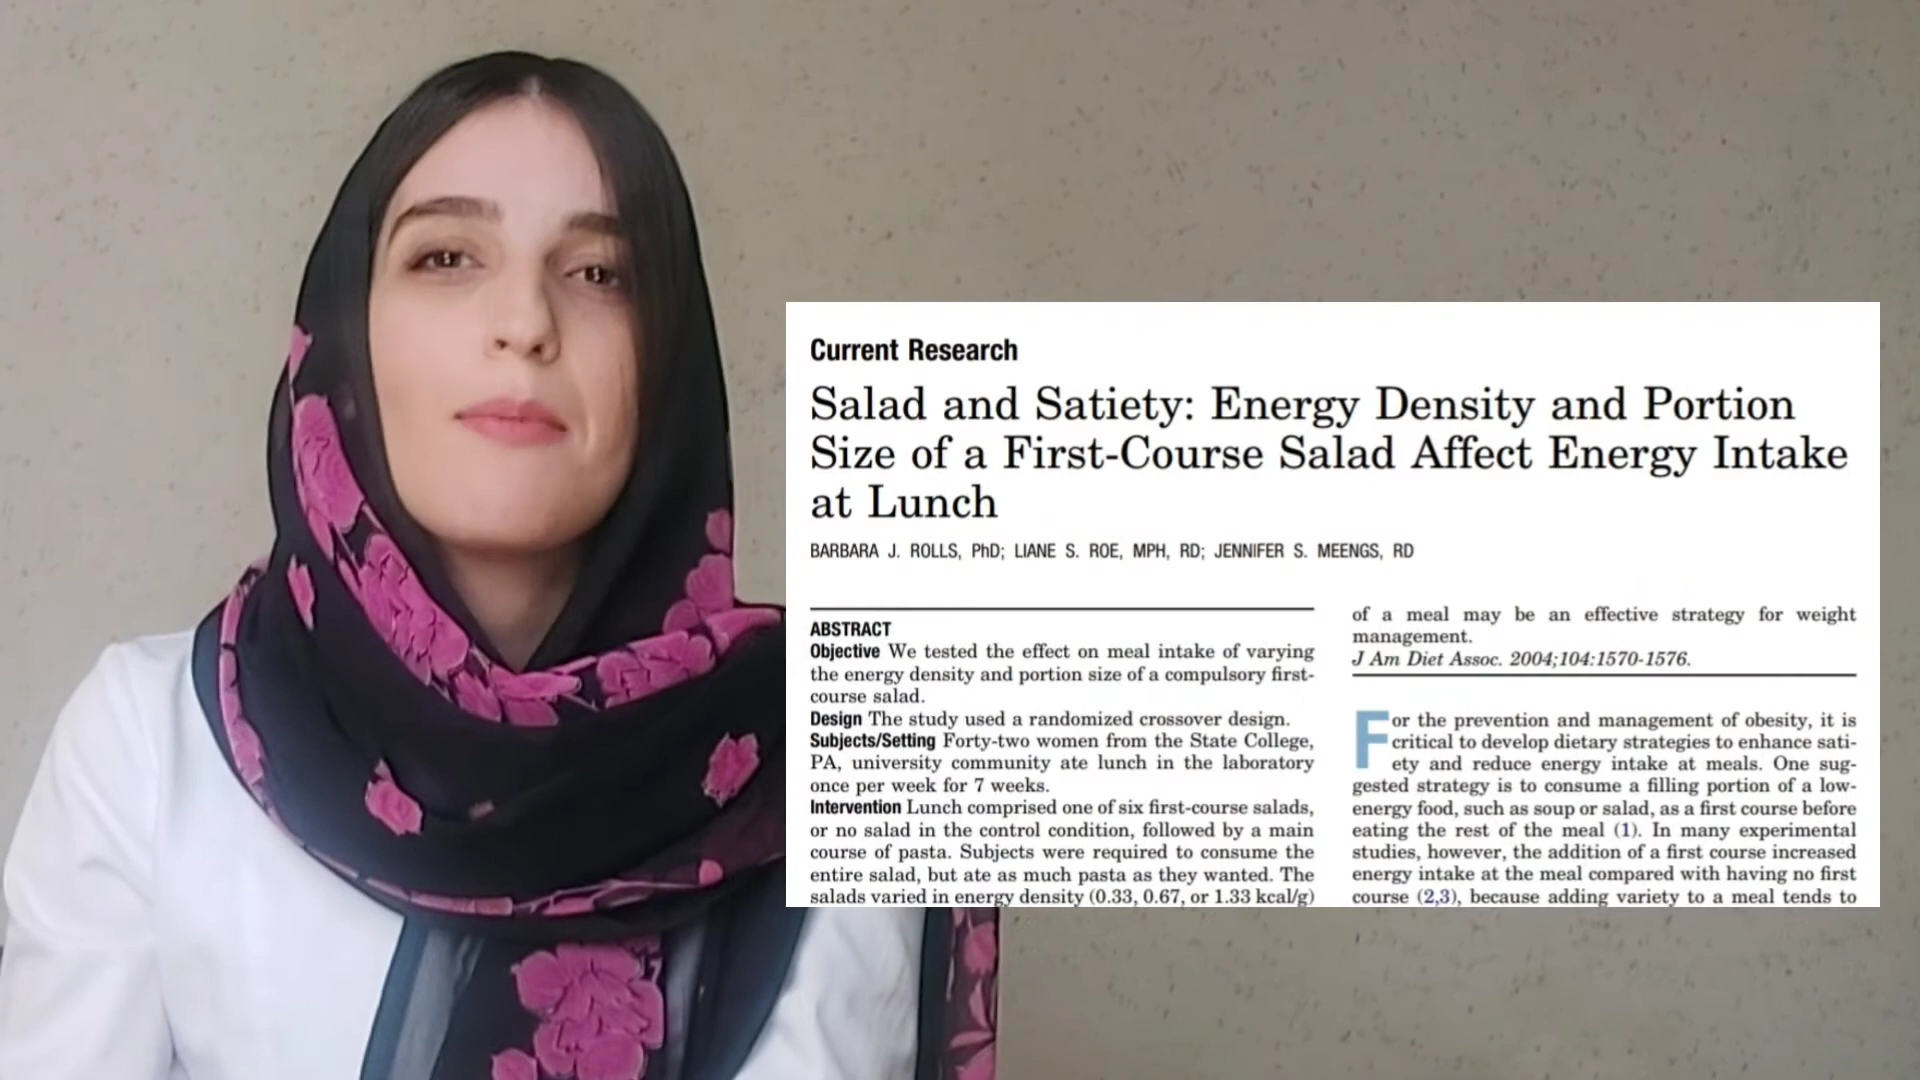 Current Research
Salad and Satiety: Energy Density and Portion
Size of a First-Course Salad Affect Energy Intake
at Lunch
BARBARA J. ROLLS, PhD; LIANE S. ROE, MPH, RD; JENNIFER S. MEENGS, RD
ABSTRACT
Objective We tested the effect on meal intake of varying
the energy density and portion size of a compulsory first-
course salad.
Design The study used a randomized crossover design.
Subjects/Setting Forty-two women from the State College,
PA, university community ate lunch in the laboratory
once per week for 7 weeks.
Intervention Lunch comprised one of six first-course salads,
or no salad in the control condition, followed by a main
course of pasta. Subjects were required to consume the
entire salad, but ate as much pasta as they wanted. The
salads varied in energy density (0.33, 0.67, or 1.33 kcal/g)
of a meal may be an effective strategy for weight
management.
J Am Diet Assoc. 2004;104:1570-1576.
For the prevention and management of obesity, it is
critical to develop dietary strategies to enhance sati-
ety and reduce energy intake at meals. One sug-
gested strategy is to consume a filling portion of a low-
energy food, such as soup or salad, as a first course before
eating the rest of the meal (1). In many experimental
studies, however, the addition of a first course increased
energy intake at the meal compared with having no first
course (2,3), because adding variety to a meal tends to